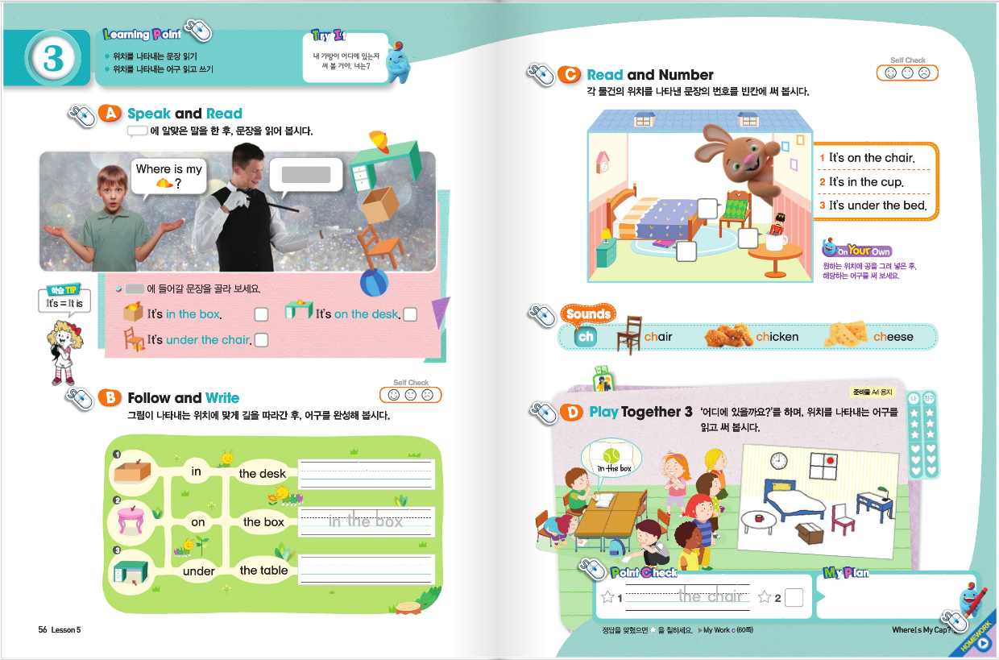 3
Learning Point
위치를 나타내는 문장 읽기
위치를 나타내는 어구 읽고 쓰기
Try It
내 가방이 어디에 있는지
써 볼 거야, 너는?
A Speak and Read
에 알맞은 말을 한 후, 문장을 읽어 봅시다.
Where is my
?
학습 TIP
It's = It is
에 들어갈 문장을 골라 보세요.
It's in the box.
It's on the desk.
It's under the chair.
Self Check
B Follow and Write
그림이 나타내는 위치에 맞게 길을 따라간 후, 어구를 완성해 봅시다.
1
in
the desk
2
on
the box
in the box
3
under
the table
56 Lesson 5
Self Check
C Read and Number
각 물건의 위치를 나타낸 문장의 번호를 빈칸에 써 봅시다.
1 It's on the chair.
2 It's in the cup.
3 It's under the bed.
On Your Own
원하는 위치에 공을 그려 넣은 후,
해당하는 어구를 써 보세요.
Sounds
ch
chair
chicken
cheese
준비물 A4 용지
나 친구
D Play Together 3 '어디에 있을까요?'를 하며, 위치를 나타내는 어구를
읽고 써 봅시다.
in the box
Point Check
1 the chair
2
My Plan
정답을 맞혔으면 ★을 칠하세요. ▶My Work c (60쪽)
Where's My Cap?
HOMEWORK